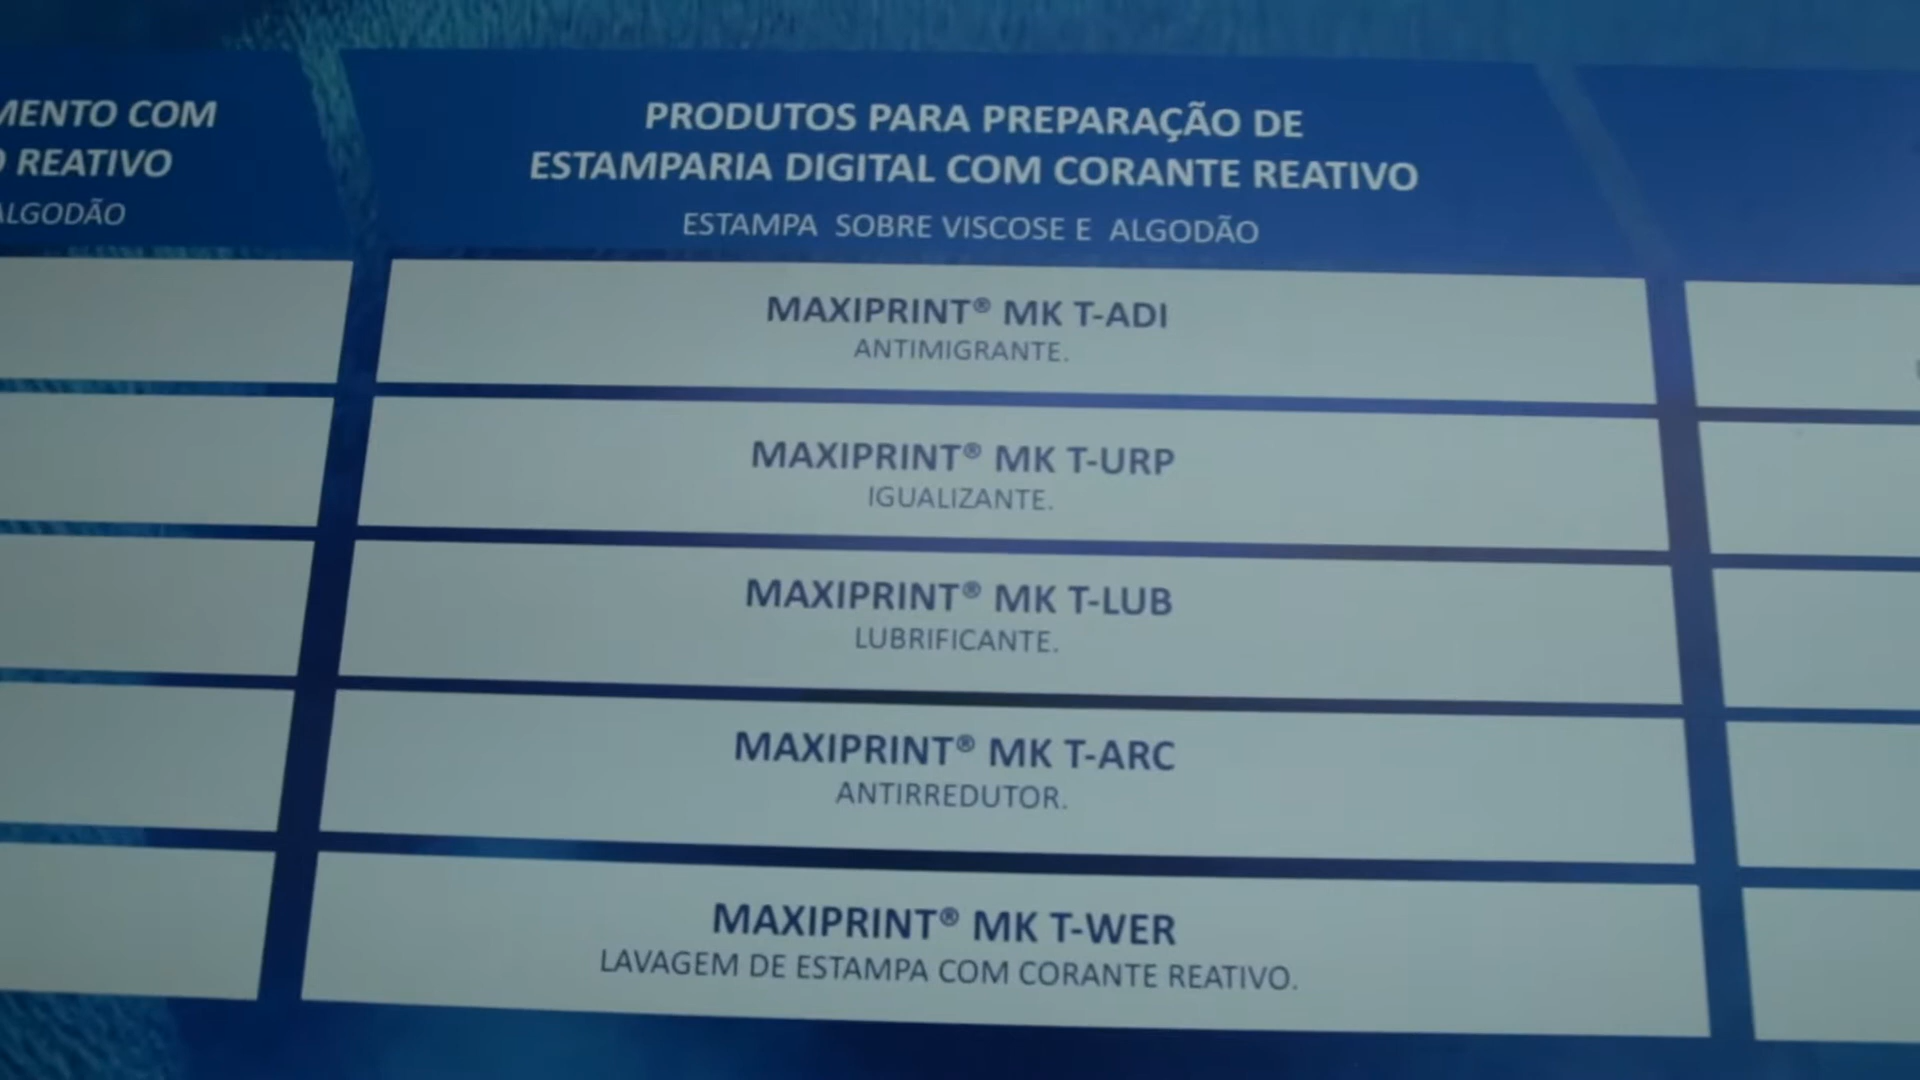 COM
REATIVO
ALGODÃO
PRODUTOS PARA PREPARAÇÃO DE
ESTAMPARIA DIGITAL COM CORANTE REATIVO
ESTAMPA SOBRE VISCOSE E ALGODÃO
MAXIPRINT® MK T-ADI
ANTIMIGRANTE.
MAXIPRINT® MK T-URP
IGUALIZANTE.
MAXIPRINT® MK T-LUB
LUBRIFICANTE.
MAXIPRINT® MK T-ARC
ANTIRREDUTOR.
MAXIPRINT® MK T-WER
LAVAGEM DE ESTAMPA COM CORANTE REATIVO.